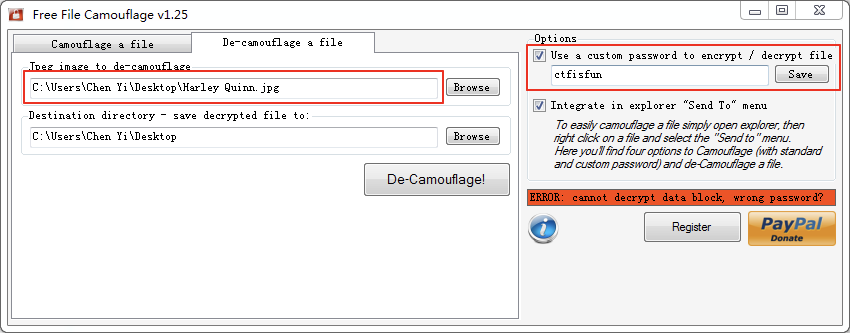 Free File Camouflage v1.25
Camouflage a file
De-camouflage a file
Jpeg image to de-camouflage
C:\Users\Chen Yi\Desktop\Harley Quinn.jpg
Browse
Destination directory - save decrypted file to:
C:\Users\Chen Yi\Desktop
Browse
De-Camouflage!
Options
Use a custom password to encrypt / decrypt file
ctfisfun
Save
Integrate in explorer "Send To" menu
To easily camouflage a file simply open explorer, then
right click on a file and select the "Send to" menu.
Here you'll find four options to Camouflage (with standard
and custom password) and de-Camouflage a file.
ERROR: cannot decrypt data block, wrong password?
Register
PayPal
Donate